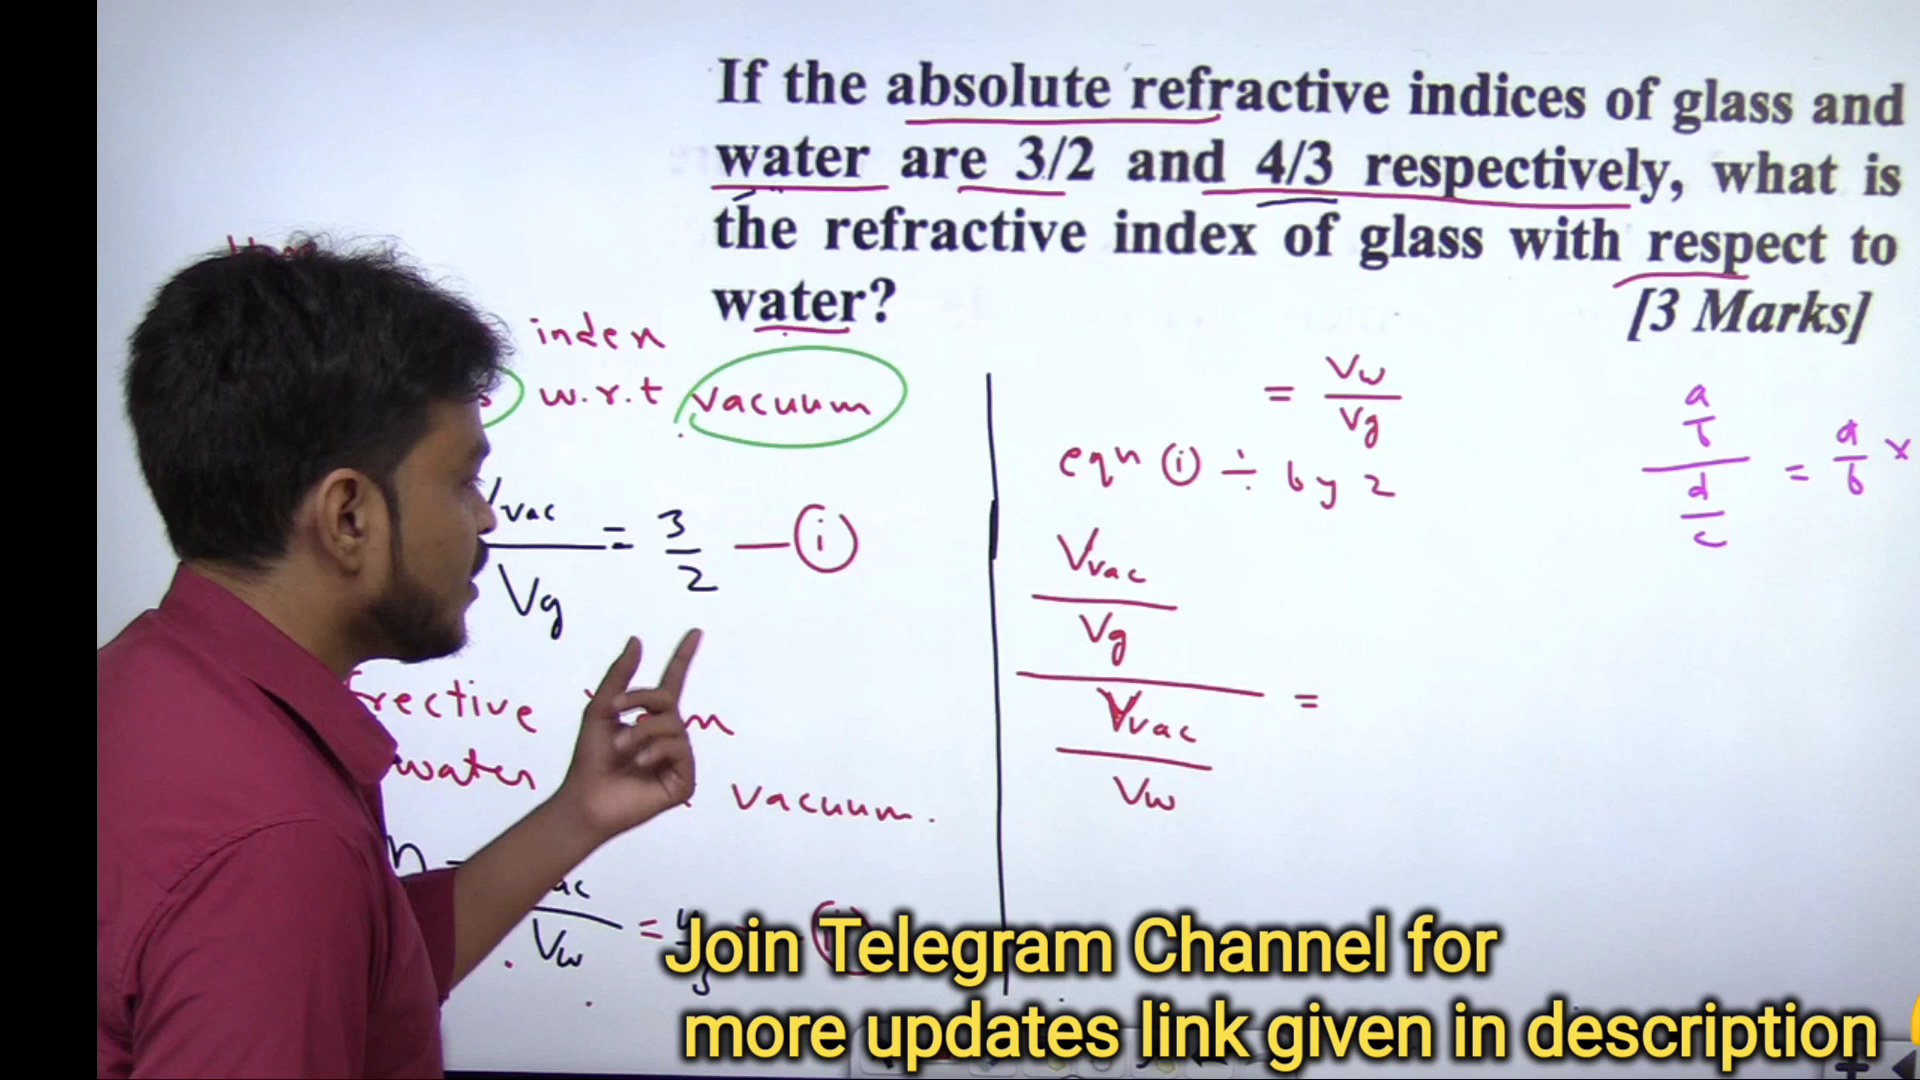 If the absolute refractive indices of glass and
water are 3/2 and 4/3 respectively, what is
the refractive index of glass with respect to
water?
[3 Marks]
index
w.r.t vacuum
Vvac
Vg
= 3/2 — (i)
water
vacuum.
n =
Vw
=
= Vw/Vg
eqn (i) ÷ by 2
Vvac
Vg
Vvac
Vw
=
a
b
d
c
= a/b ×
Join Telegram Channel for
more updates link given in description